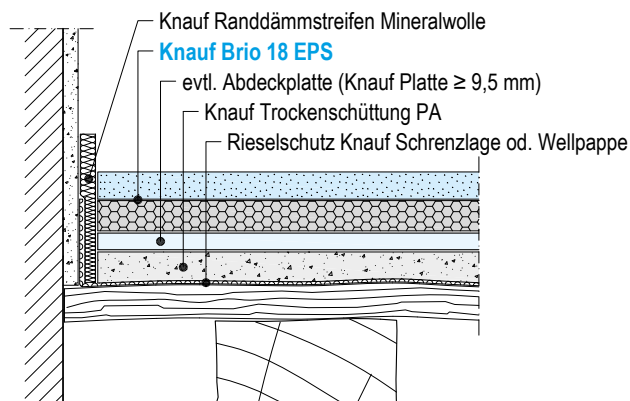 Knauf Randdämmstreifen Mineralwolle
Knauf Brio 18 EPS
evtl. Abdeckplatte (Knauf Platte ≥ 9,5 mm)
Knauf Trockenschüttung PA
Rieselschutz Knauf Schrenzlage od. Wellpappe